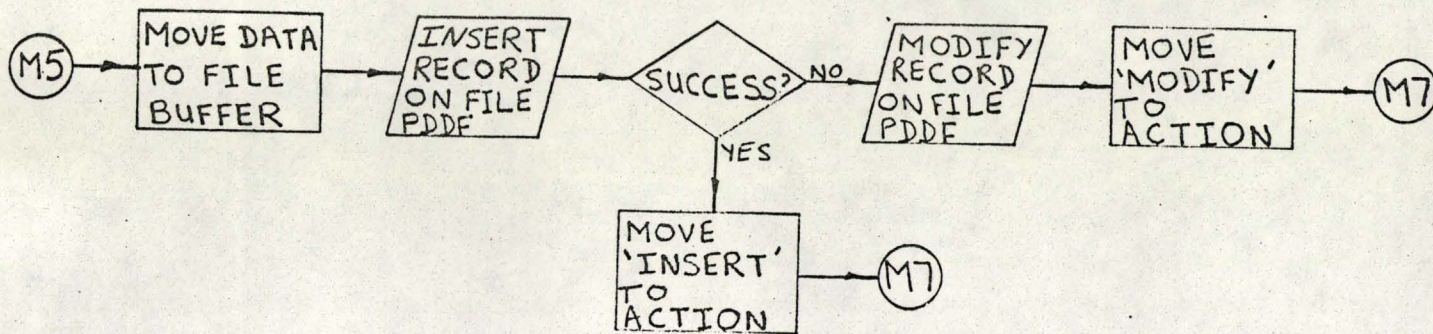 M5
MOVE DATA
TO FILE
BUFFER
INSERT
RECORD
ON FILE
PDDF
SUCCESS?
NO
MODIFY
RECORD
ON FILE
PDDF
MOVE
'MODIFY'
TO
ACTION
M7
YES
MOVE
'INSERT'
TO
ACTION
M7